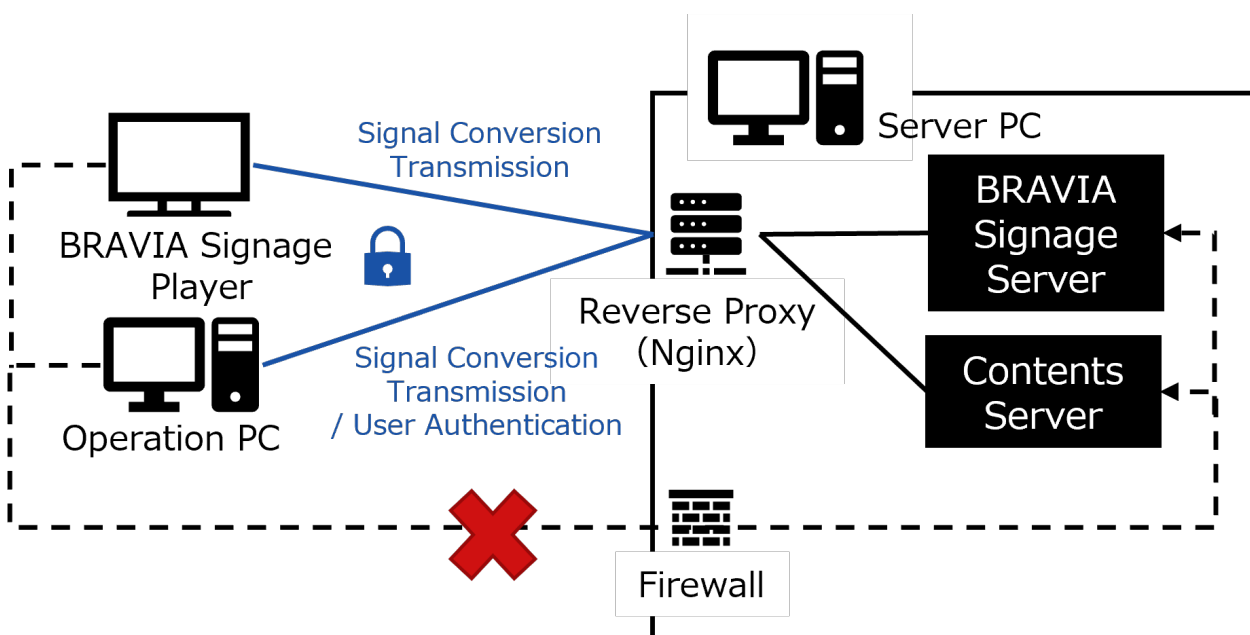 Server PC
Signal Conversion
Transmission
BRAVIA Signage
Player
BRAVIA
Signage
Server
Reverse Proxy
(Nginx)
Signal Conversion
Transmission
/ User Authentication
Operation PC
Contents
Server
Firewall